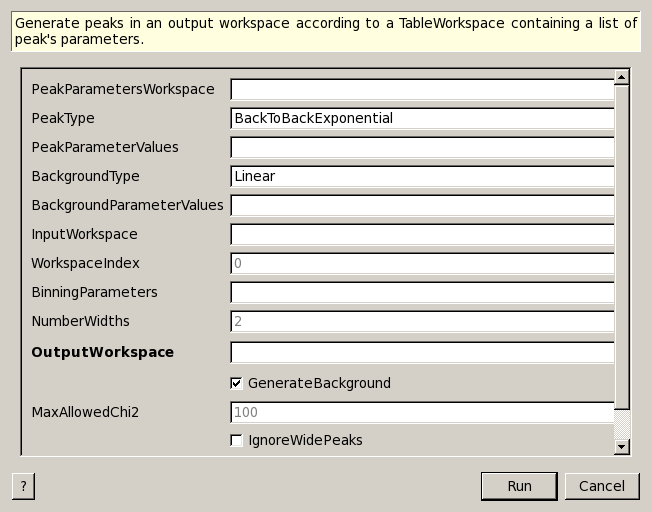 Generate peaks in an output workspace according to a TableWorkspace containing a list of
peak's parameters.
PeakParametersWorkspace
PeakType BackToBackExponential
PeakParameterValues
BackgroundType Linear
BackgroundParameterValues
InputWorkspace
WorkspaceIndex 0
BinningParameters
NumberWidths 2
OutputWorkspace
GenerateBackground
MaxAllowedChi2 100
IgnoreWidePeaks
? Run Cancel